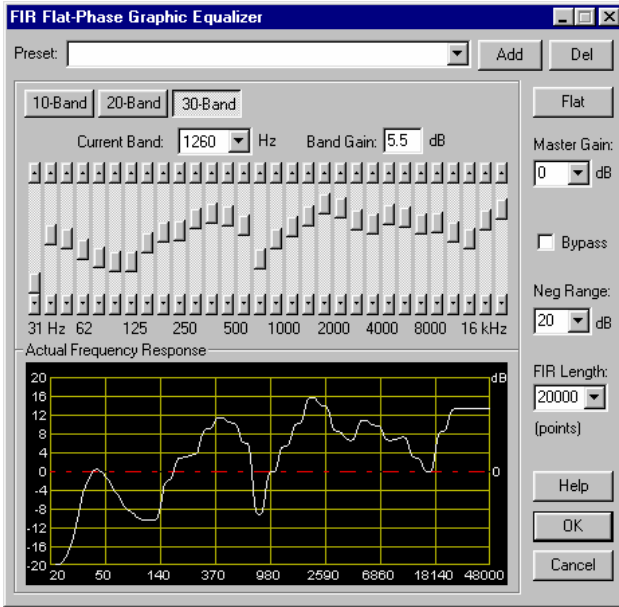 FIR Flat-Phase Graphic Equalizer
Preset: Add Del
10-Band 20-Band 30-Band Flat
Current Band: 1260 Hz Band Gain: 5.5 dB
Master Gain:
0 dB
Bypass
Neg Range:
20 dB
31 Hz 62 125 250 500 1000 2000 4000 8000 16 kHz
Actual Frequency Response
FIR Length:
20000
(points)
20 dB
16
12
8
4
0 0
-4
-8
-12
-16
-20
20 50 140 370 980 2590 6860 18140 48000
Help
OK
Cancel